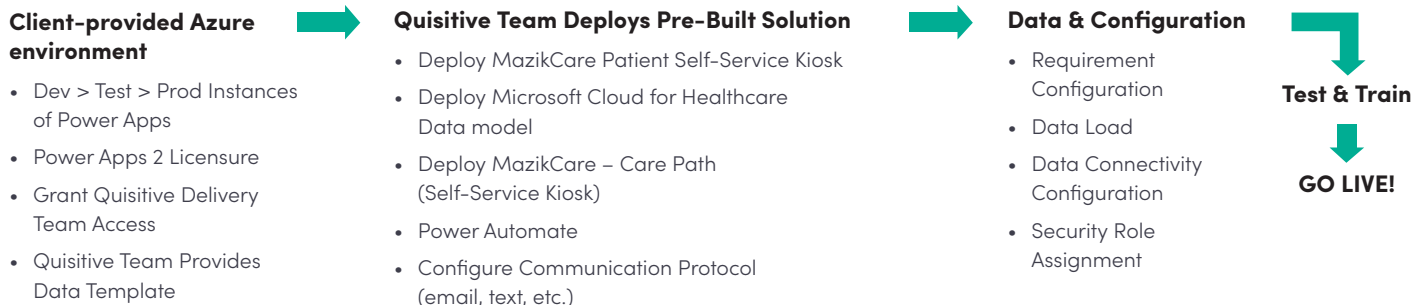 Client-provided Azure
environment
• Dev > Test > Prod Instances
of Power Apps
• Power Apps 2 Licensure
• Grant Quisitive Delivery
Team Access
• Quisitive Team Provides
Data Template
Quisitive Team Deploys Pre-Built Solution
• Deploy MazikCare Patient Self-Service Kiosk
• Deploy Microsoft Cloud for Healthcare
Data model
• Deploy MazikCare – Care Path
(Self-Service Kiosk)
• Power Automate
• Configure Communication Protocol
(email, text, etc.)
Data & Configuration
• Requirement
Configuration
• Data Load
• Data Connectivity
Configuration
• Security Role
Assignment
Test & Train
GO LIVE!